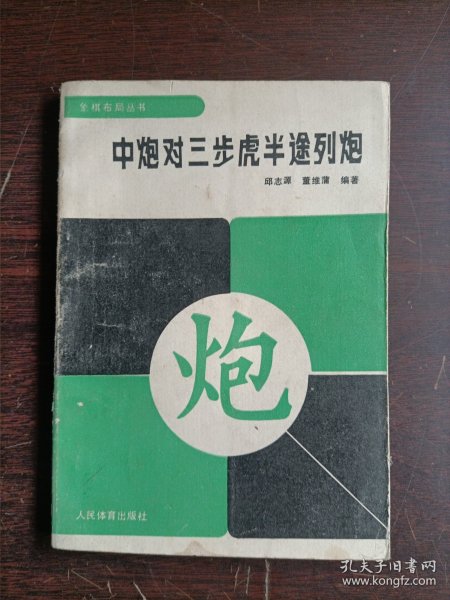 象棋布局丛书
中炮对三步虎半途列炮
邱志源 董维蒲 编著
炮
人民体育出版社
孔夫子旧书网
www.kongfz.com